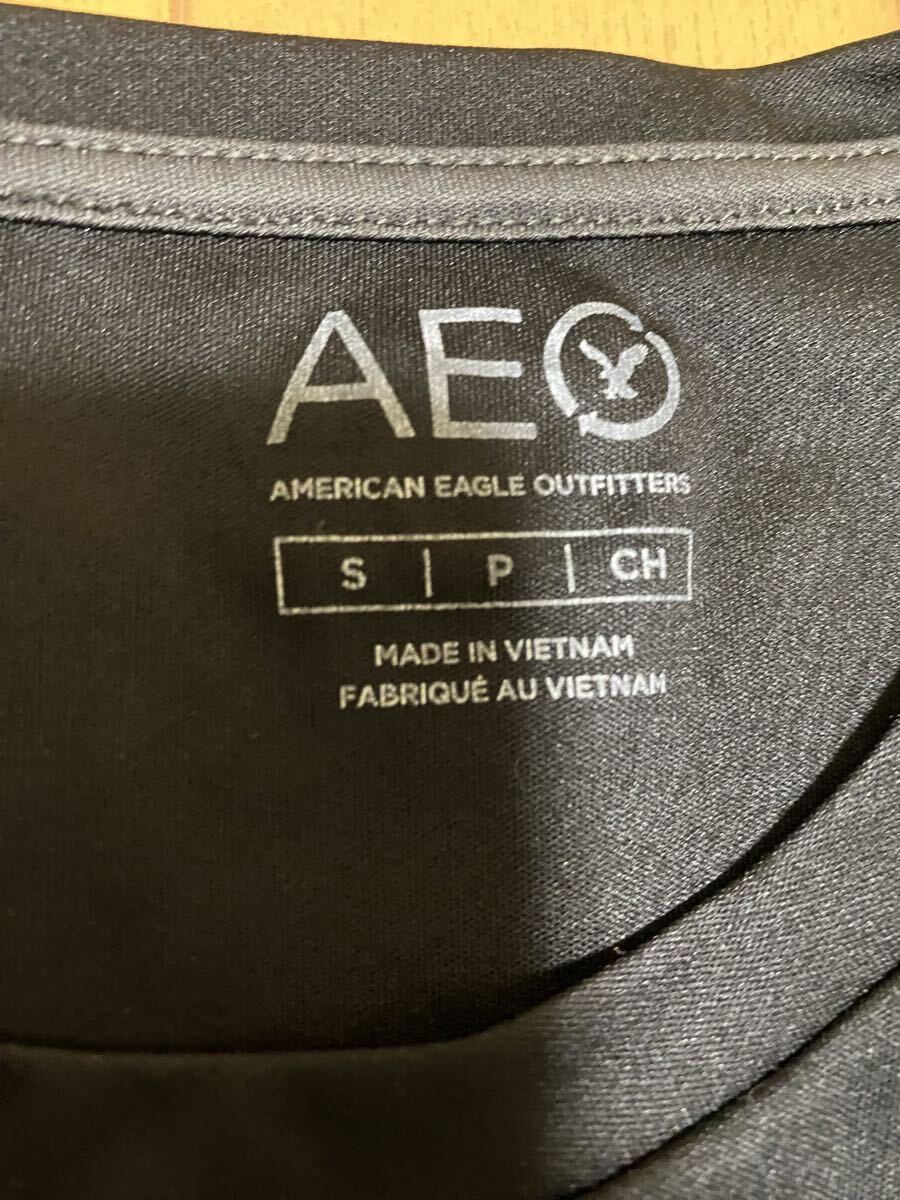 AEO
AMERICAN EAGLE OUTFITTERS
S | P | CH
MADE IN VIETNAM
FABRIQUÉ AU VIETNAM